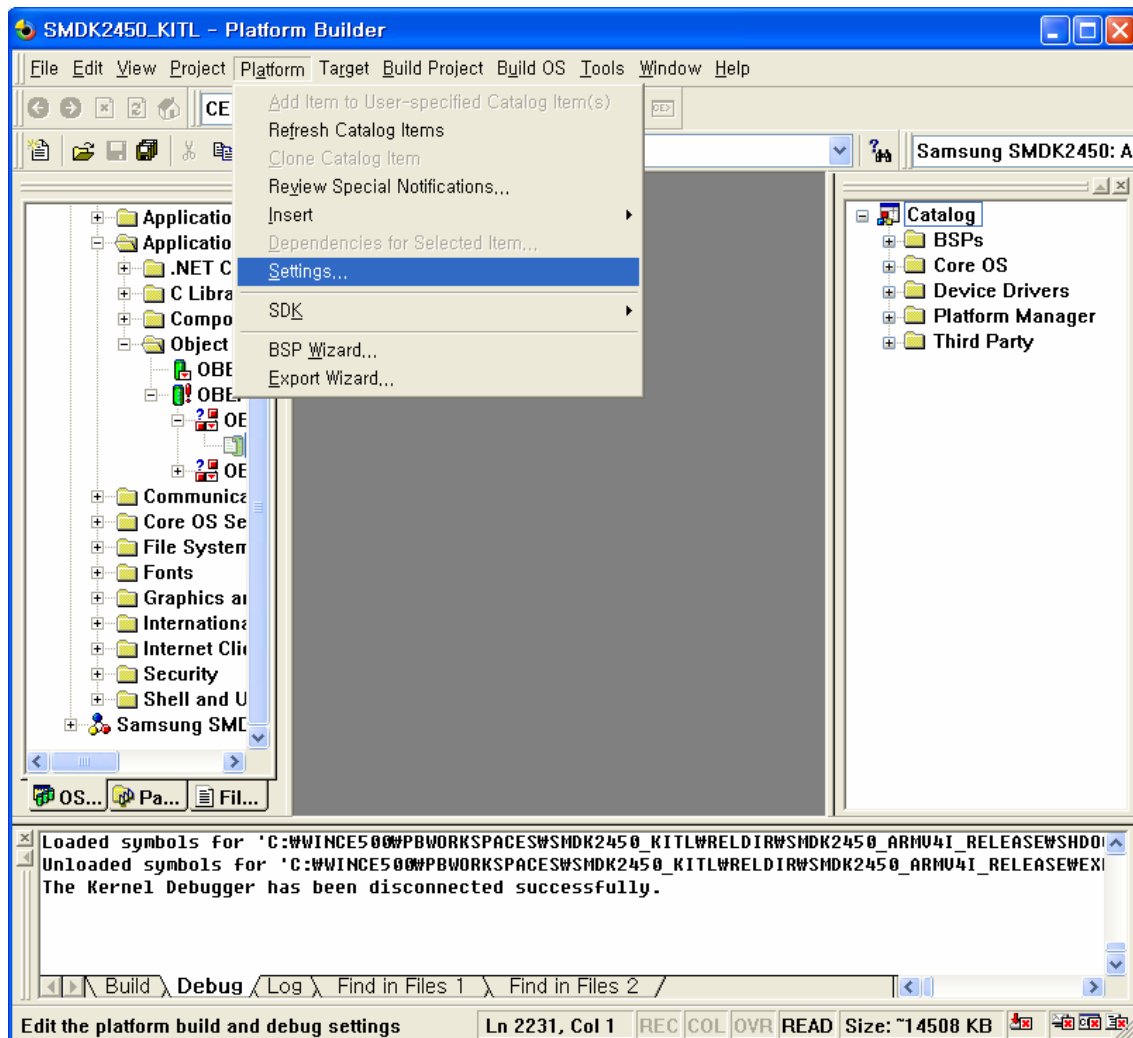 SMDK2450_KITL - Platform Builder
File Edit View Project Platform Target Build Project Build OS Tools Window Help
CE
Samsung SMDK2450: A
Add Item to User-specified Catalog Item(s)
Refresh Catalog Items
Clone Catalog Item
Review Special Notifications...
Insert
Dependencies for Selected Item...
Settings...
SDK
BSP Wizard...
Export Wizard...
Applicatio
Applicatio
.NET C
C Libra
Compo
Object
OBE
OBE.
OE
OE
Communica
Core OS Se
File System
Fonts
Graphics a
Internationa
Internet Clie
Security
Shell and U
Samsung SMD
OS... Pa... Fil...
Catalog
BSPs
Core OS
Device Drivers
Platform Manager
Third Party
Loaded symbols for 'C:₩WINCE500₩PBWORKSPACES₩SMDK2450_KITL₩RELDIR₩SMDK2450_ARMV4I_RELEASE₩SHDO
Unloaded symbols for 'C:₩WINCE500₩PBWORKSPACES₩SMDK2450_KITL₩RELDIR₩SMDK2450_ARMV4I_RELEASE₩EX
The Kernel Debugger has been disconnected successfully.
Build Debug Log Find in Files 1 Find in Files 2
Edit the platform build and debug settings Ln 2231, Col 1 REC COL OVR READ Size: ~14508 KB